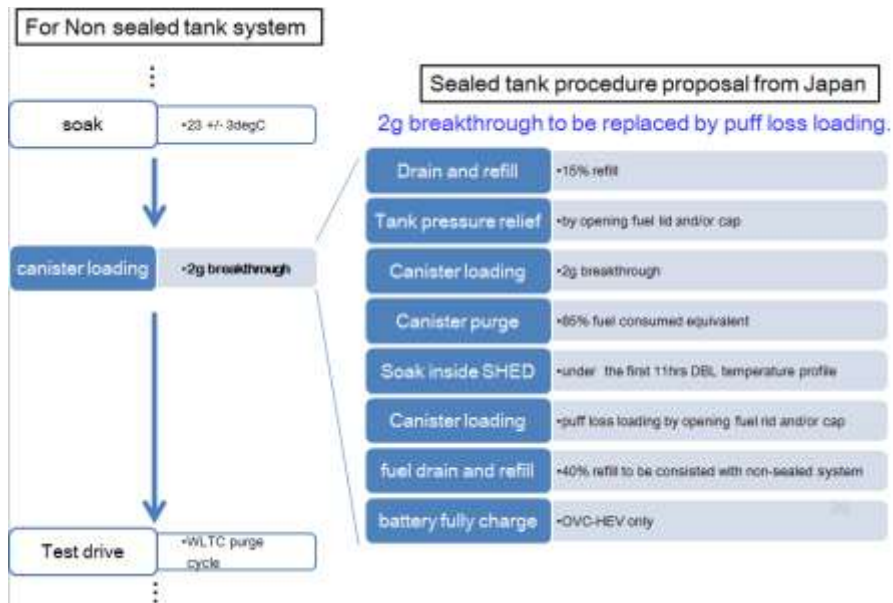 For Non sealed tank system
soak
•23 +/- 3degC
canister loading
•2g breakthrough
Test drive
•WLTC purge
cycle
Sealed tank procedure proposal from Japan
2g breakthrough to be replaced by puff loss loading.
Drain and refill
•15% refill
Tank pressure relief
•by opening fuel lid and/or cap
Canister loading
•2g breakthrough
Canister purge
•85% fuel consumed equivalent
Soak inside SHED
•under the first 11hrs DBL temperature profile
Canister loading
•puff loss loading by opening fuel rid and/or cap
fuel drain and refill
•40% refill to be consisted with non-sealed system
battery fully charge
•OVC-HEV only